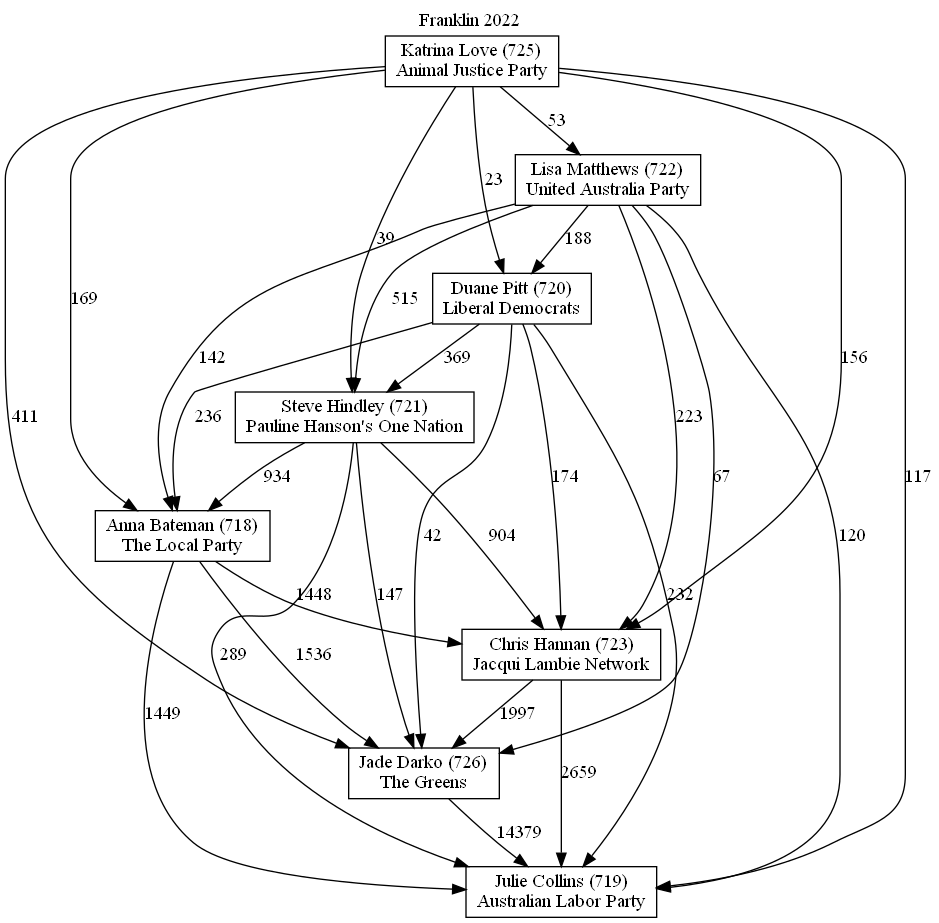 Franklin 2022
Katrina Love (725)
Animal Justice Party
53
Lisa Matthews (722)
United Australia Party
23
39
188
Duane Pitt (720)
Liberal Democrats
169
515
142
156
369
411
236
223
Steve Hindley (721)
Pauline Hanson's One Nation
934
174
67
117
Anna Bateman (718)
The Local Party
42
904
120
1448
147
232
Chris Hannan (723)
Jacqui Lambie Network
289
1536
1449
1997
Jade Darko (726)
The Greens
2659
14379
Julie Collins (719)
Australian Labor Party